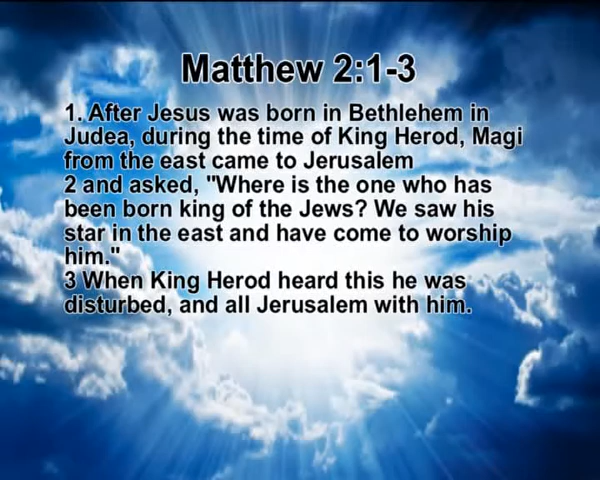 Matthew 2:1-3
1. After Jesus was born in Bethlehem in
Judea, during the time of King Herod, Magi
from the east came to Jerusalem
2 and asked, "Where is the one who has
been born king of the Jews? We saw his
star in the east and have come to worship
him."
3 When King Herod heard this he was
disturbed, and all Jerusalem with him.